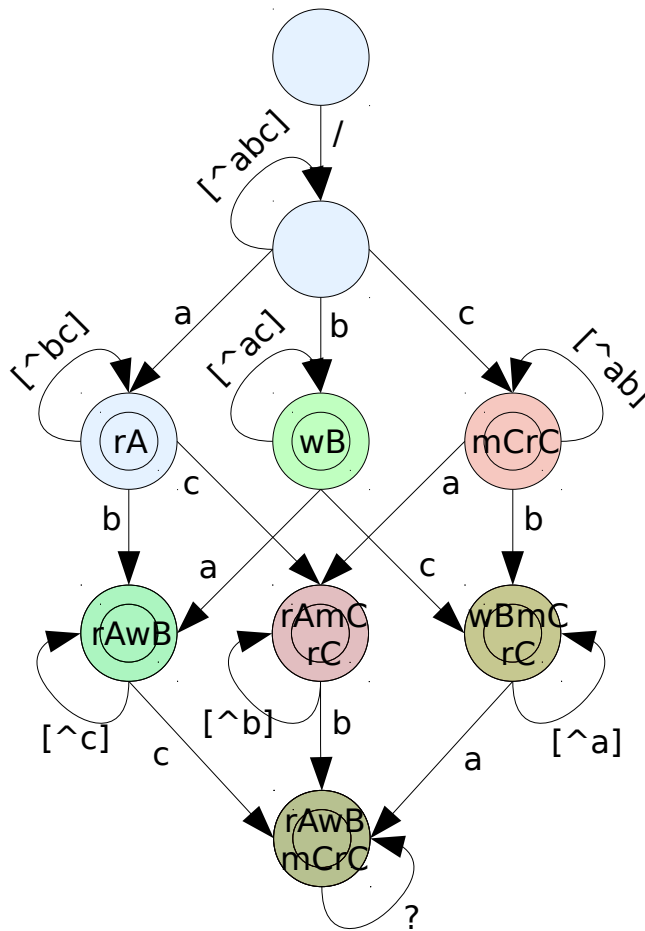 /
[^abc]
a
b
c
[^bc]
[^ac]
[^ab]
rA
wB
mCrC
b
c
a
a
c
b
rAwB
rAmC
rC
wBmC
rC
[^c]
[^b]
[^a]
c
b
a
rAwB
mCrC
?